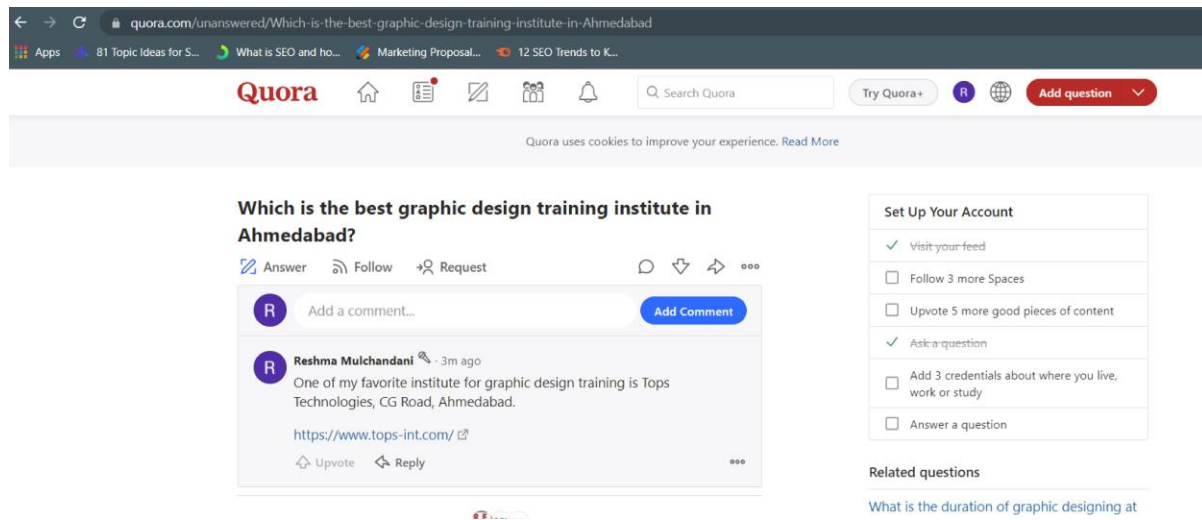 quora.com/unanswered/Which-is-the-best-graphic-design-training-institute-in-Ahmedabad
Apps 81 Topic Ideas for S... What is SEO and ho... Marketing Proposal... 12 SEO Trends to K...
Quora Search Quora Try Quora+ R Add question
Quora uses cookies to improve your experience. Read More
Which is the best graphic design training institute in
Ahmedabad?
Answer Follow Request
R Add a comment... Add Comment
R Reshma Mulchandani · 3m ago
One of my favorite institute for graphic design training is Tops
Technologies, CG Road, Ahmedabad.
https://www.tops-int.com/
Upvote Reply
Set Up Your Account
Visit your feed
Follow 3 more Spaces
Upvote 5 more good pieces of content
Ask a question
Add 3 credentials about where you live,
work or study
Answer a question
Related questions
What is the duration of graphic designing at